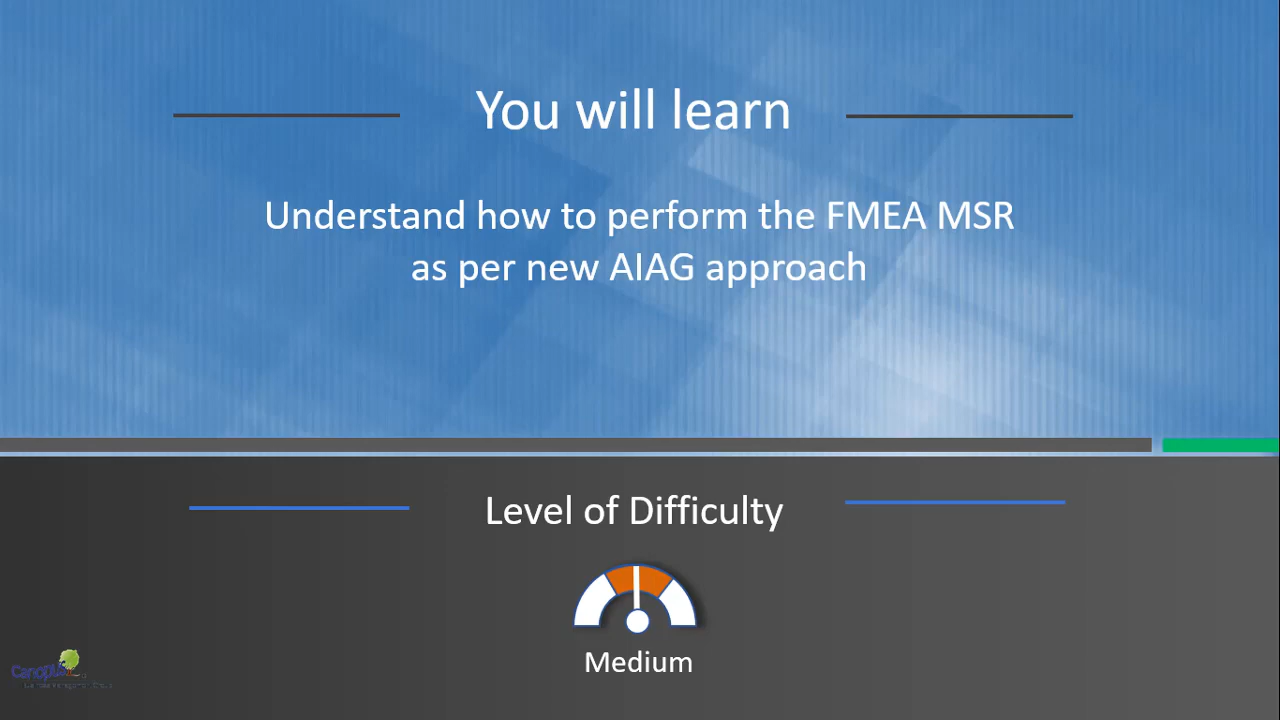 You will learn
Understand how to perform the FMEA MSR
as per new AIAG approach
Level of Difficulty
Medium
Canopus